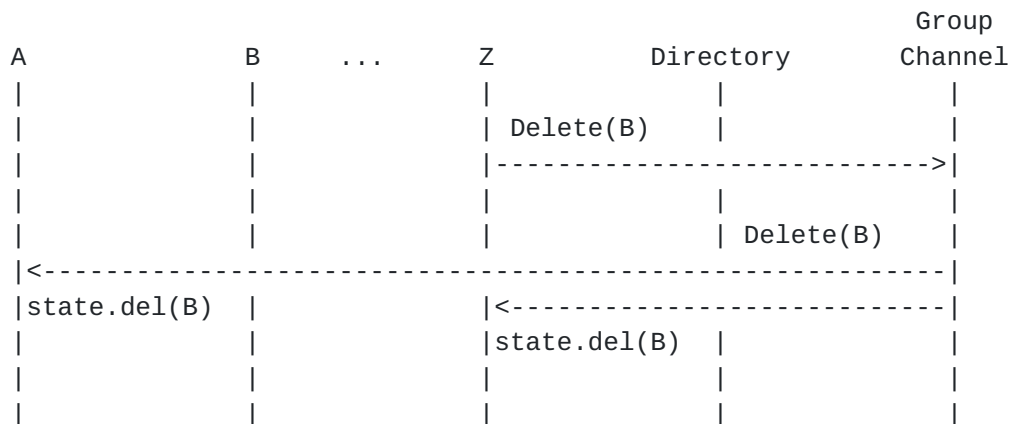 Group
A              B     ...      Z          Directory       Channel
|              |              |              |              |
|              |              | Delete(B)    |              |
|              |              |---------------------------->|
|              |              |              |              |
|              |              |              | Delete(B)    |
|<----------------------------------------------------------|
|state.del(B)  |              |<----------------------------|
|              |              |state.del(B)  |              |
|              |              |              |              |
|              |              |              |              |